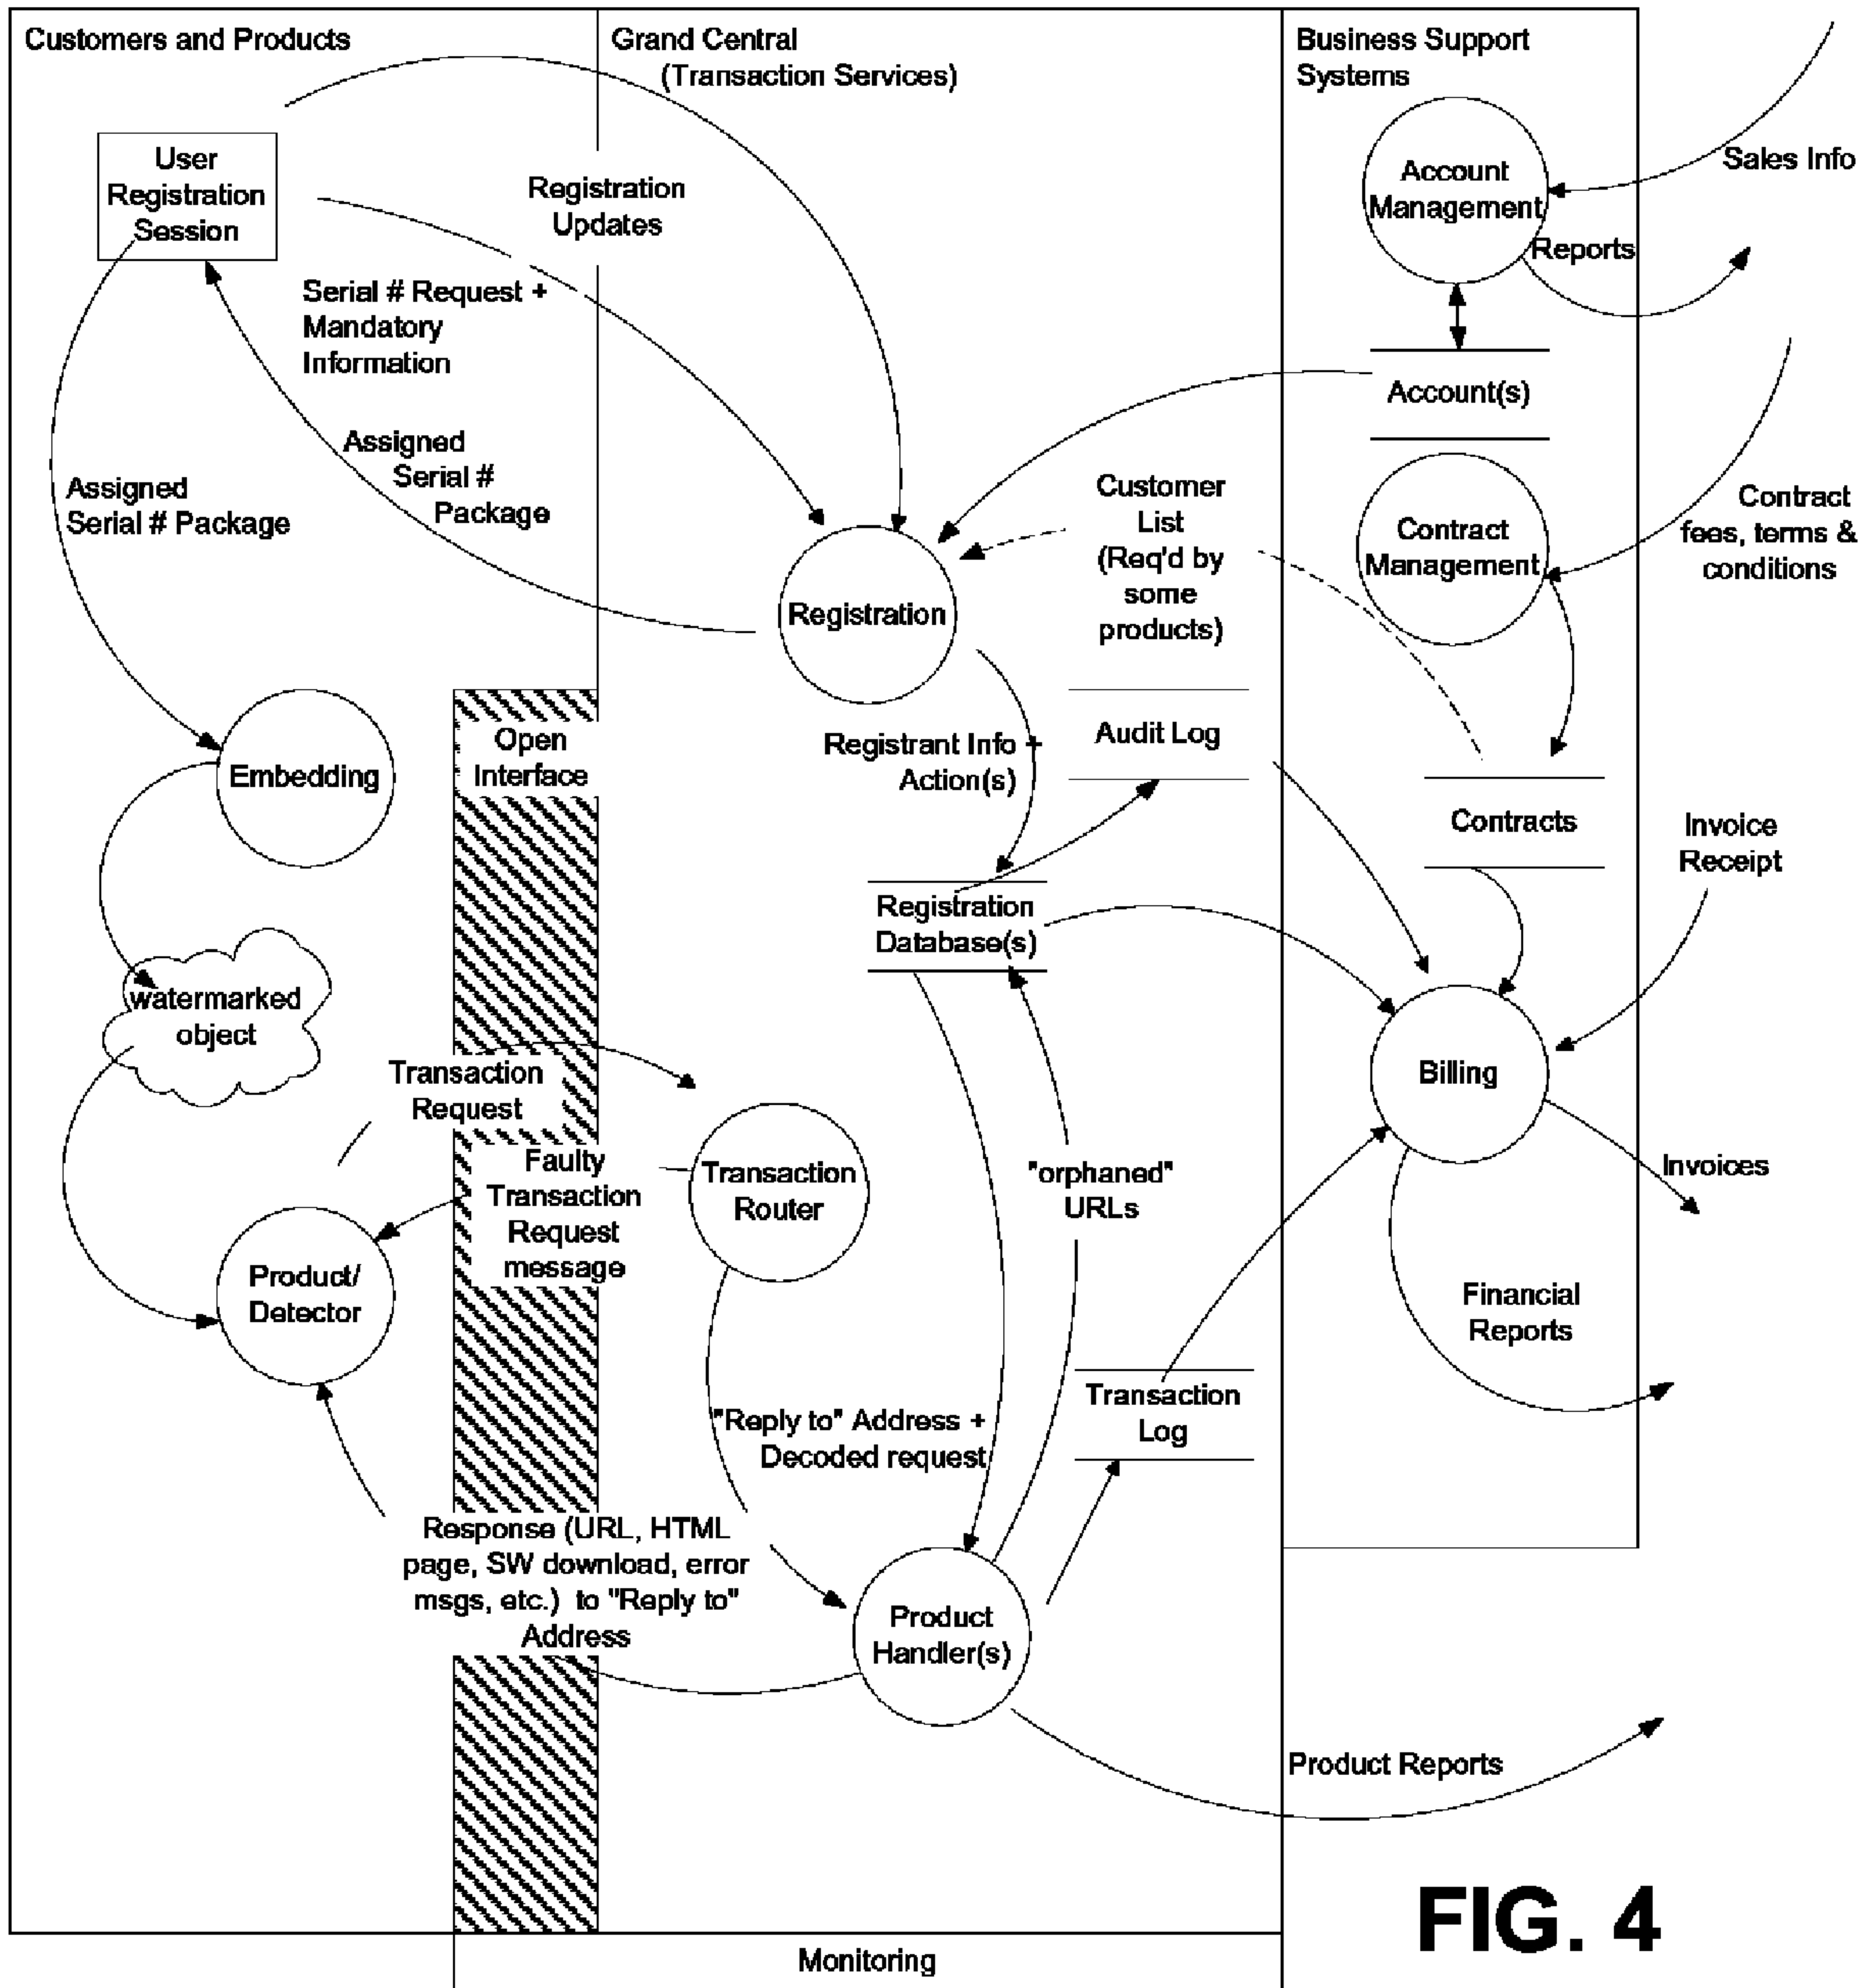 Customers and Products
Grand Central
(Transaction Services)
Business Support
Systems
User
Registration
Session
Registration
Updates
Account
Management
Sales Info
Reports
Serial # Request +
Mandatory
Information
Account(s)
Assigned
Serial #
Package
Assigned
Serial # Package
Customer
List
(Req'd by
some
products)
Contract
Management
Contract
fees, terms &
conditions
Registration
Open
Interface
Embedding
Registrant Info +
Action(s)
Audit Log
Contracts
Invoice
Receipt
Registration
Database(s)
watermarked
object
Transaction
Request
Billing
Faulty
Transaction
Request
message
Transaction
Router
"orphaned"
URLs
Invoices
Product/
Detector
Financial
Reports
"Reply to" Address +
Decoded request
Transaction
Log
Response (URL, HTML
page, SW download, error
msgs, etc.) to "Reply to"
Address
Product
Handler(s)
Product Reports
FIG. 4
Monitoring